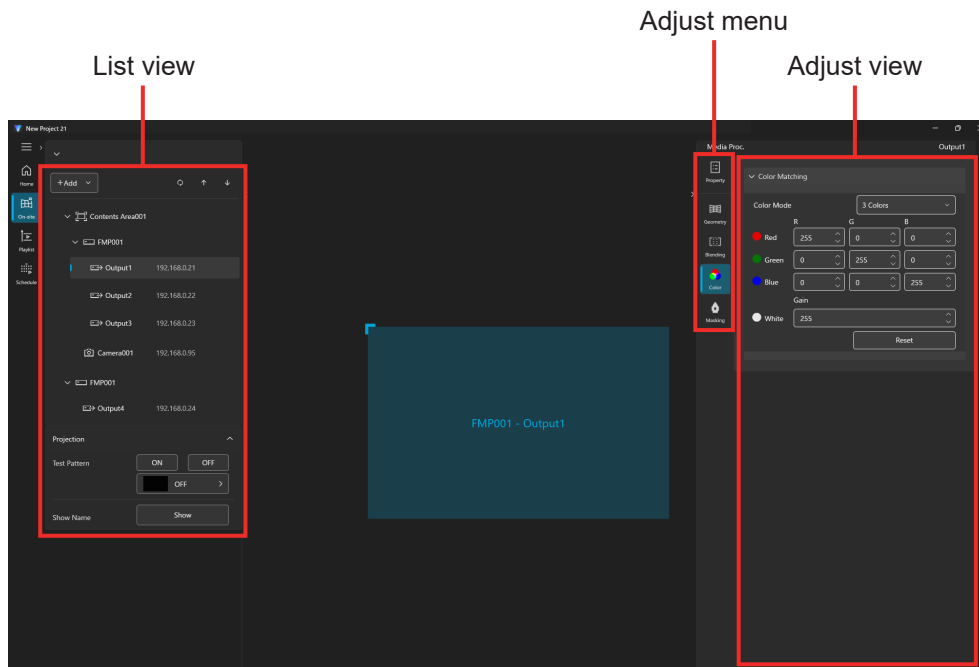 Adjust menu
List view
Adjust view
New Project 21
Media Proc.
Output1
Home
On-site
Playlist
Schedule
+Add
Contents Area001
FMP001
Output1 192.168.0.21
Output2 192.168.0.22
Output3 192.168.0.23
Camera001 192.168.0.95
FMP001
Output4 192.168.0.24
Projection
Test Pattern ON OFF
OFF
Show Name Show
FMP001 - Output1
Property
Geometry
Blending
Color
Masking
Color Matching
Color Mode 3 Colors
R G B
Red 255 0 0
Green 0 255 0
Blue 0 0 255
Gain
White 255
Reset